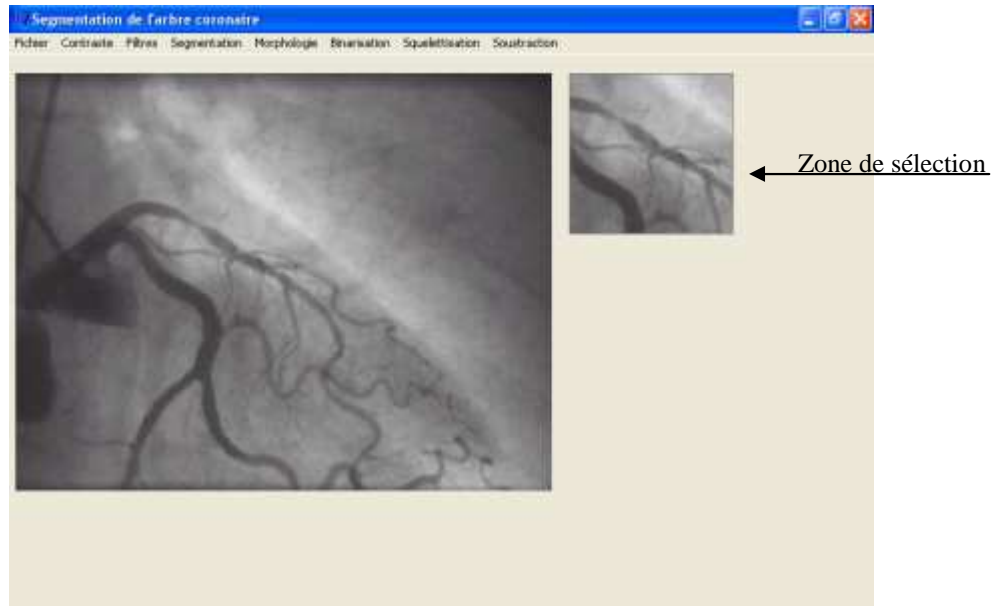 Segmentation de l'arbre coronaire
Fichier Contraste Filtres Segmentation Morphologie Binarisation Squelettisation Soustraction
Zone de sélection